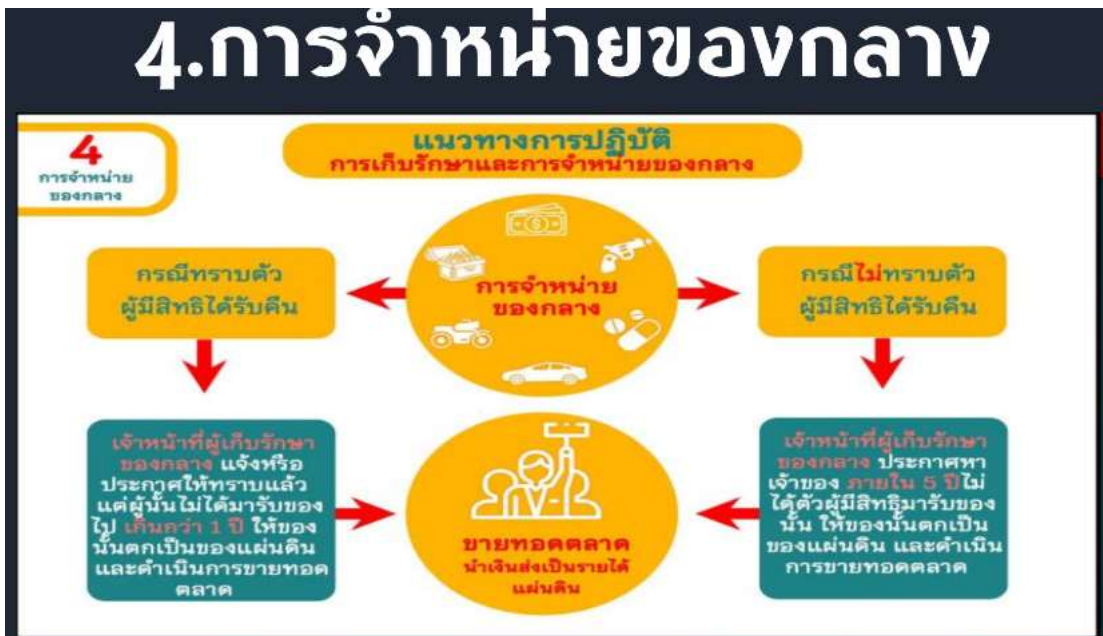 4.การจำหน่ายของกลาง
4
การจำหน่าย
ของกลาง
แนวทางการปฏิบัติ
การเก็บรักษาและการจำหน่ายของกลาง
กรณีทราบตัว
ผู้มีสิทธิได้รับคืน
การจำหน่าย
ของกลาง
กรณีไม่ทราบตัว
ผู้มีสิทธิได้รับคืน
เจ้าหน้าที่ผู้เก็บรักษา
ของกลาง แจ้งหรือ
ประกาศให้ทราบแล้ว
แต่ผู้นั้นไม่ได้มารับของ
ไป เกินกว่า 1 ปี ให้ของ
นั้นตกเป็นของแผ่นดิน
และดำเนินการขายทอด
ตลาด
ขายทอดตลาด
นำเงินส่งเป็นรายได้
แผ่นดิน
เจ้าหน้าที่ผู้เก็บรักษา
ของกลาง ประกาศหา
เจ้าของ ภายใน 5 ปีไม่
ได้ตัวผู้มีสิทธิมารับของ
นั้น ให้ของนั้นตกเป็น
ของแผ่นดิน และดำเนิน
การขายทอดตลาด